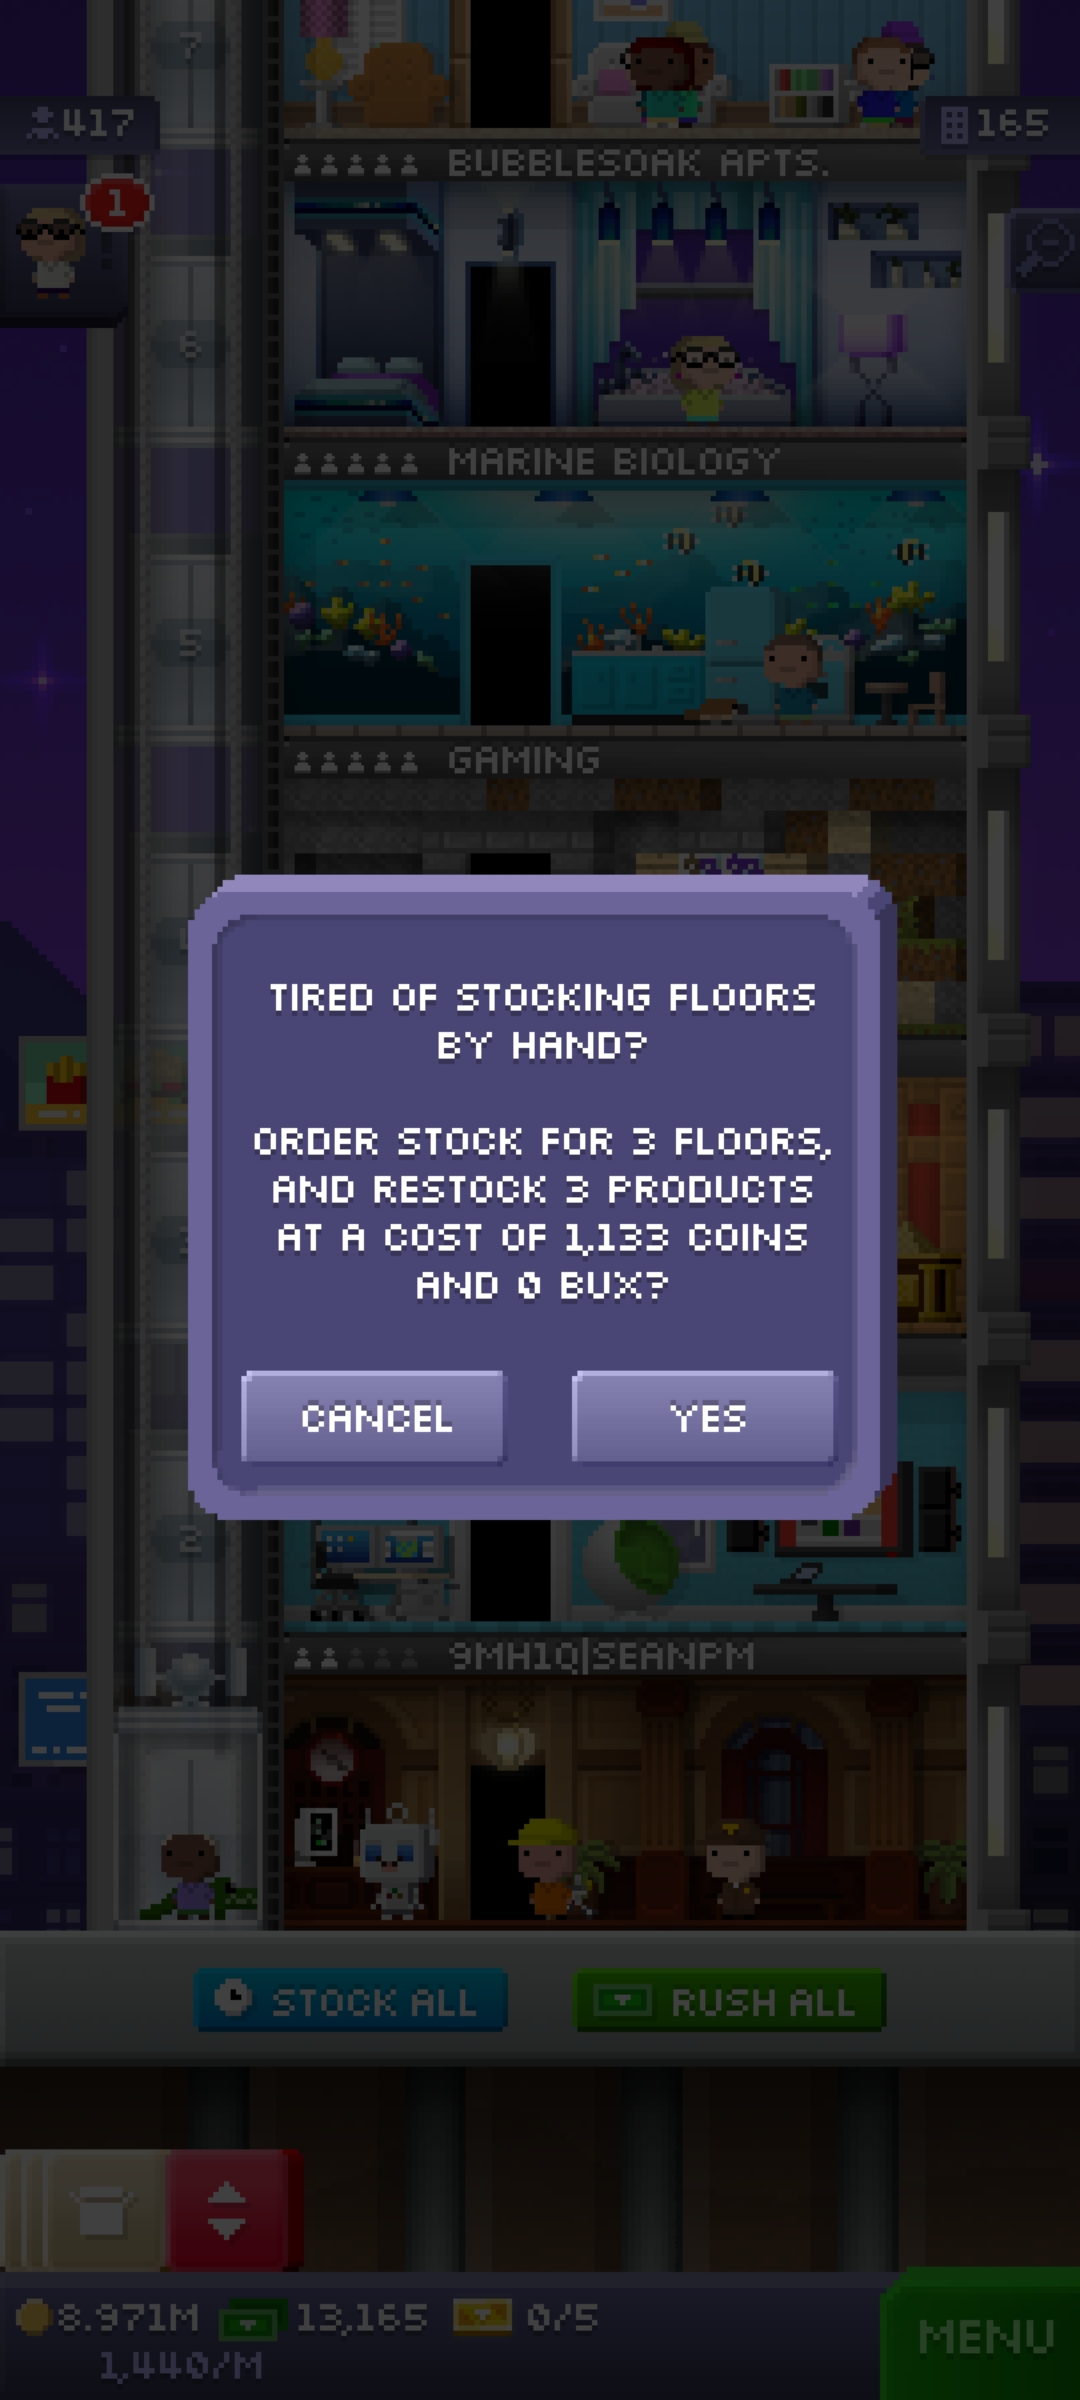 7
417
165
1
BUBBLESOAK APTS.
6
MARINE BIOLOGY
5
GAMING
TIRED OF STOCKING FLOORS
BY HAND?
ORDER STOCK FOR 3 FLOORS,
AND RESTOCK 3 PRODUCTS
AT A COST OF 1,133 COINS
AND 0 BUX?
CANCEL
YES
2
9MH1Q|SEANPM
STOCK ALL
RUSH ALL
8.971M
13,165
0/5
1,440/M
MENU